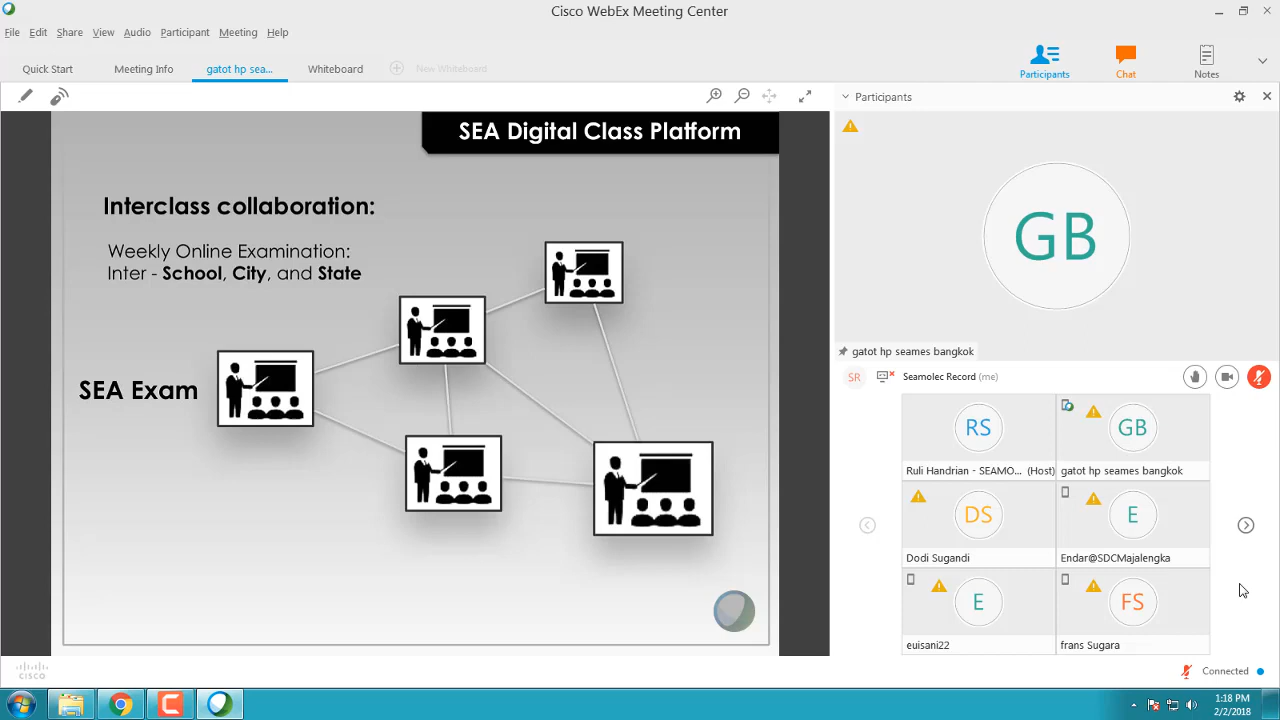 Cisco WebEx Meeting Center
File Edit Share View Audio Participant Meeting Help
Quick Start
Meeting Info
gatot hp sea...
Whiteboard
New Whiteboard
Participants
Chat
Notes
SEA Digital Class Platform
Interclass collaboration:
Weekly Online Examination:
Inter - School, City, and State
SEA Exam
Participants
GB
gatot hp seames bangkok
SR
Seamolec Record (me)
RS
Ruli Handrian - SEAMO... (Host)
GB
gatot hp seames bangkok
DS
Dodi Sugandi
E
Endar@SDCMajalengka
E
euisani22
FS
frans Sugara
CISCO
Connected
1:18 PM
2/2/2018